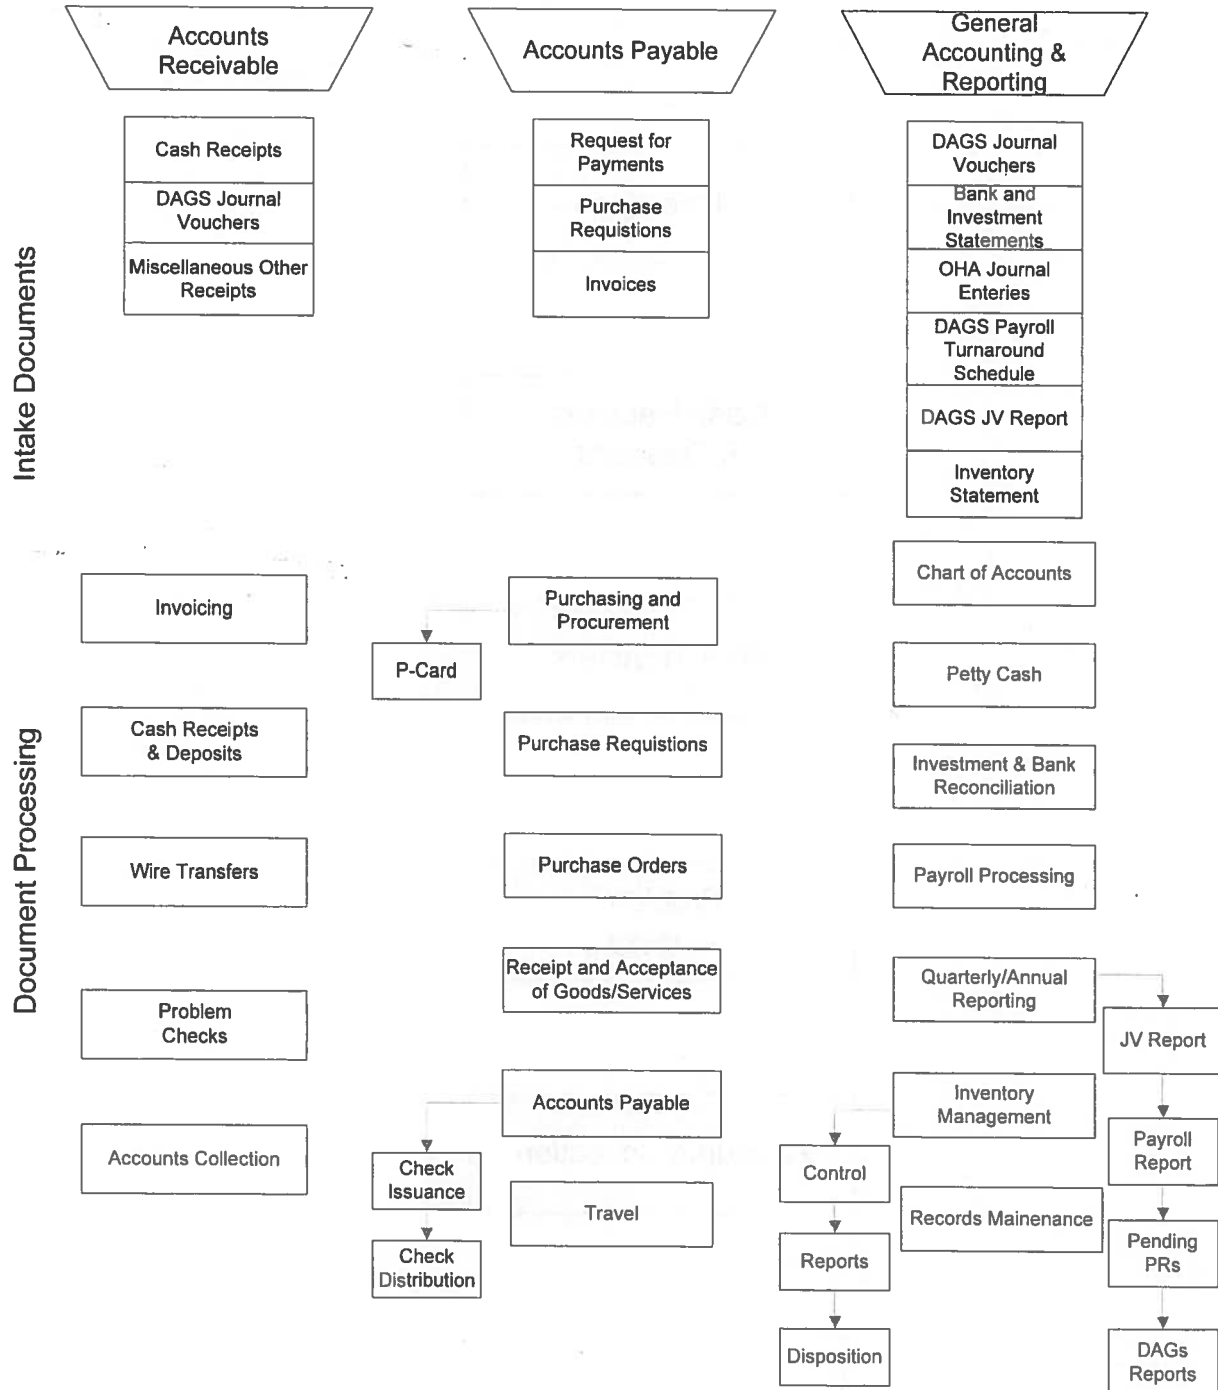 Accounts
Receivable
Accounts Payable
General
Accounting &
Reporting
Intake Documents
Cash Receipts
DAGS Journal
Vouchers
Miscellaneous Other
Receipts
Request for
Payments
Purchase
Requistions
Invoices
DAGS Journal
Vouchers
Bank and
Investment
Statements
OHA Journal
Enteries
DAGS Payroll
Turnaround
Schedule
DAGS JV Report
Inventory
Statement
Document Processing
Invoicing
Cash Receipts
& Deposits
Wire Transfers
Problem
Checks
Accounts Collection
Purchasing and
Procurement
P-Card
Purchase Requistions
Purchase Orders
Receipt and Acceptance
of Goods/Services
Accounts Payable
Check
Issuance
Check
Distribution
Travel
Chart of Accounts
Petty Cash
Investment & Bank
Reconciliation
Payroll Processing
Quarterly/Annual
Reporting
JV Report
Payroll
Report
Pending
PRs
DAGs
Reports
Inventory
Management
Control
Reports
Disposition
Records Mainenance